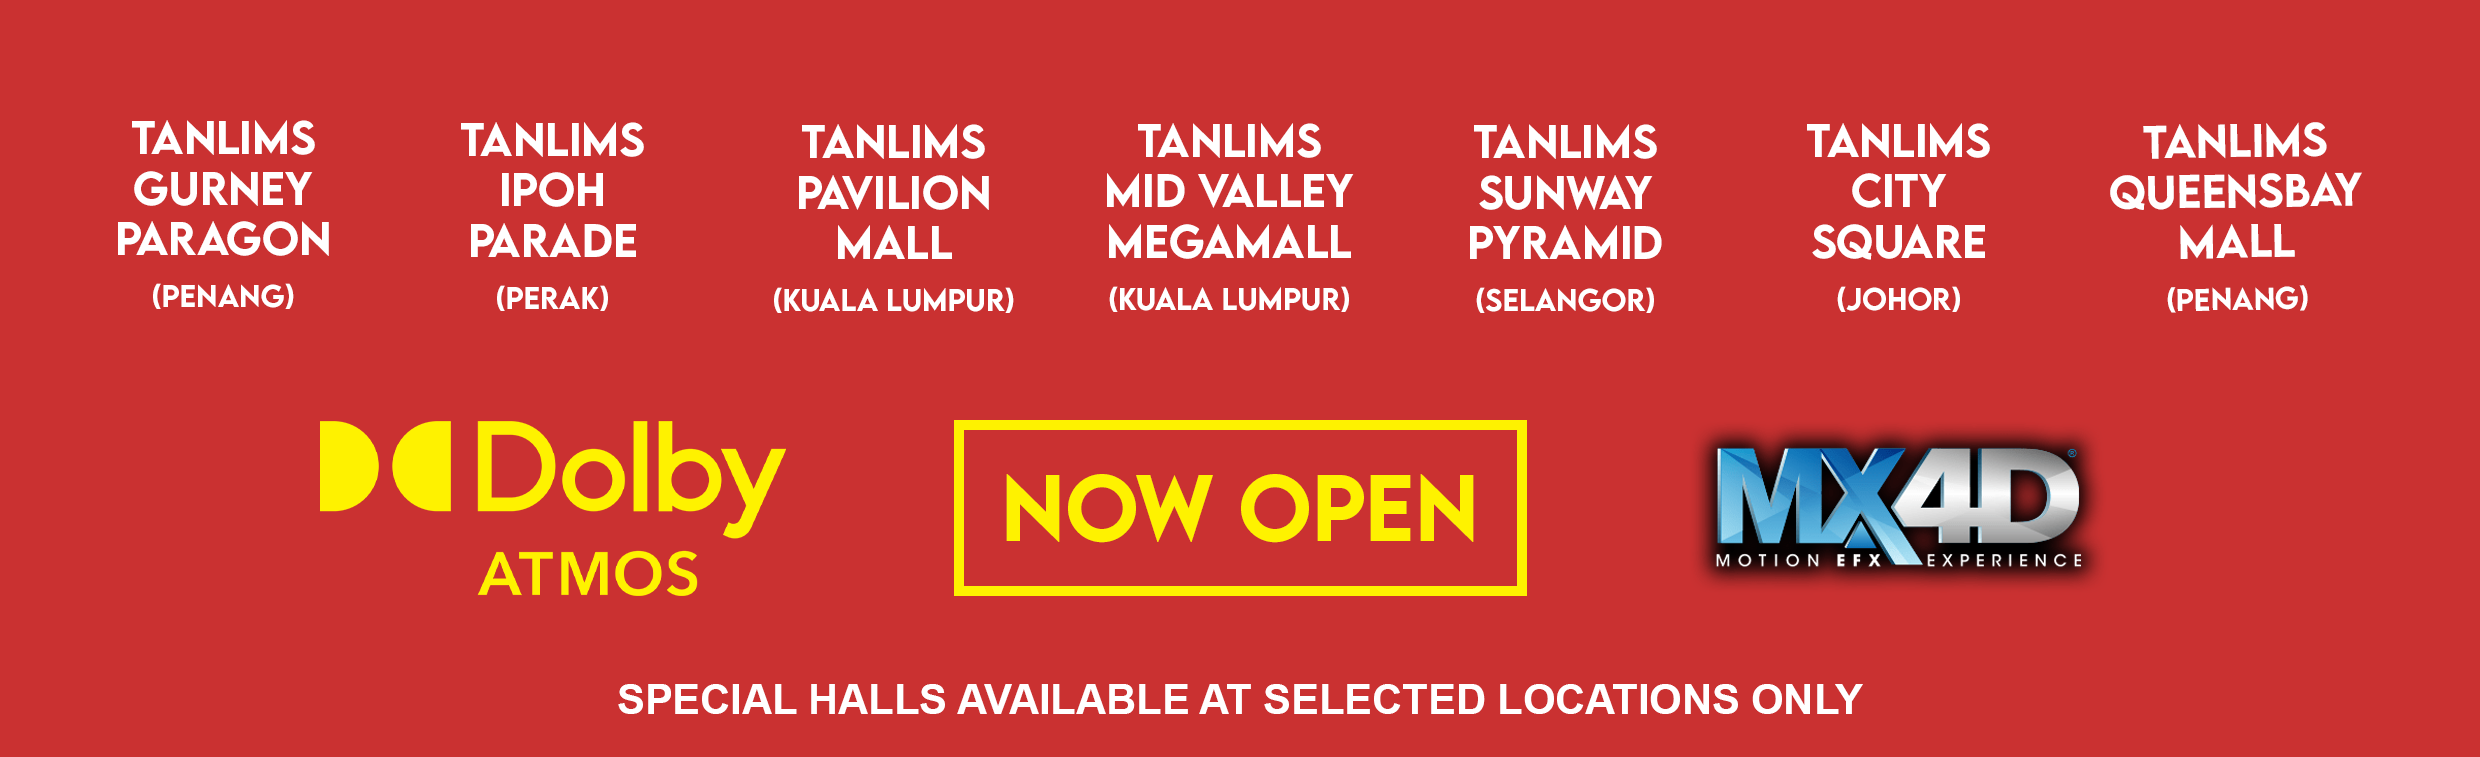 TANLIMS
GURNEY
PARAGON
(PENANG)
TANLIMS
IPOH
PARADE
(PERAK)
TANLIMS
PAVILION
MALL
(KUALA LUMPUR)
TANLIMS
MID VALLEY
MEGAMALL
(KUALA LUMPUR)
TANLIMS
SUNWAY
PYRAMID
(SELANGOR)
TANLIMS
CITY
SQUARE
(JOHOR)
TANLIMS
QUEENSBAY
MALL
(PENANG)
Dolby
ATMOS
NOW OPEN
MX4D®
MOTION EFX EXPERIENCE
SPECIAL HALLS AVAILABLE AT SELECTED LOCATIONS ONLY